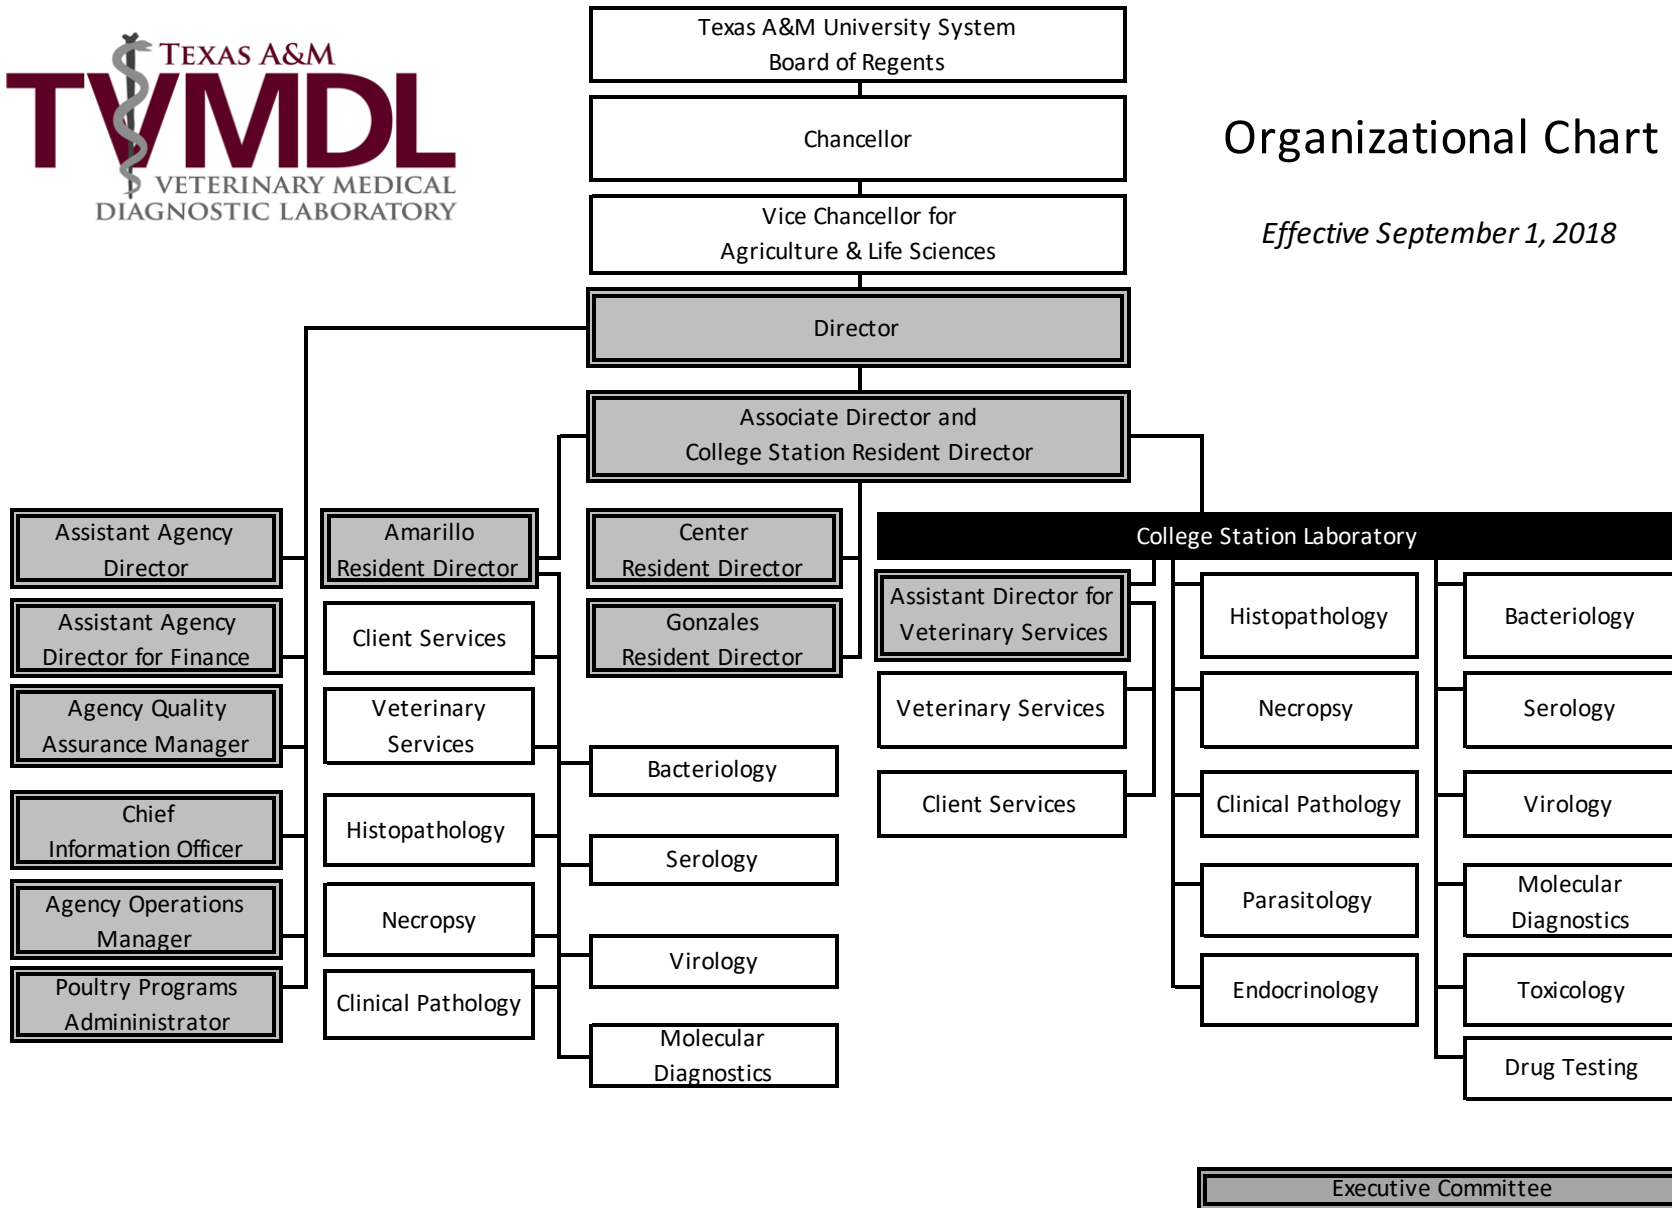 TEXAS A&M
TVMDL
VETERINARY MEDICAL
DIAGNOSTIC LABORATORY
Texas A&M University System
Board of Regents
Chancellor
Vice Chancellor for
Agriculture & Life Sciences
Organizational Chart
Effective September 1, 2018
Director
Associate Director and
College Station Resident Director
Assistant Agency
Director
Assistant Agency
Director for Finance
Agency Quality
Assurance Manager
Chief
Information Officer
Agency Operations
Manager
Poultry Programs
Admininistrator
Amarillo
Resident Director
Client Services
Veterinary
Services
Histopathology
Necropsy
Clinical Pathology
Bacteriology
Serology
Virology
Molecular
Diagnostics
Center
Resident Director
Gonzales
Resident Director
College Station Laboratory
Assistant Director for
Veterinary Services
Veterinary Services
Client Services
Histopathology
Necropsy
Clinical Pathology
Parasitology
Endocrinology
Bacteriology
Serology
Virology
Molecular
Diagnostics
Toxicology
Drug Testing
Executive Committee